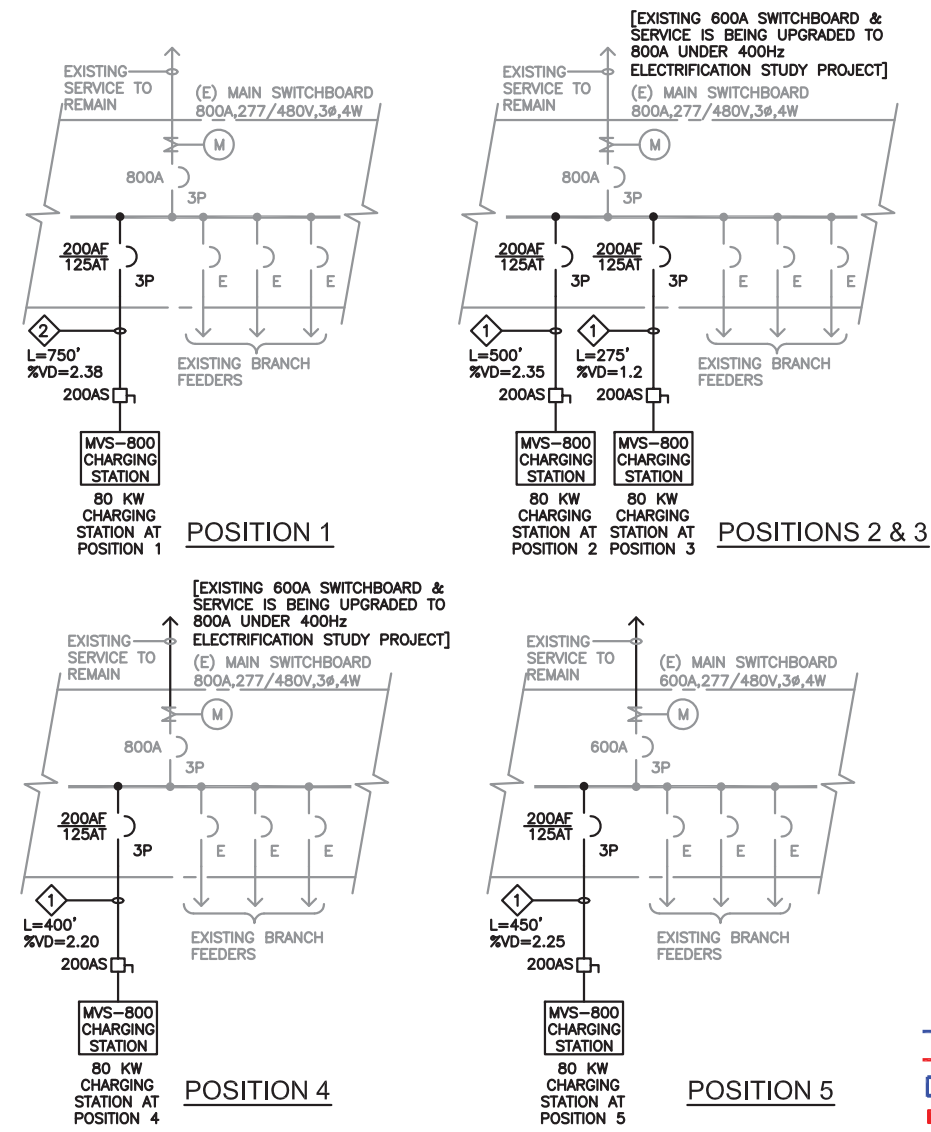 EXISTING
SERVICE TO
REMAIN
(E) MAIN SWITCHBOARD
800A,277/480V,3ø,4W
M
800A
3P
200AF
125AT
3P
E
E
E
2
L=750'
%VD=2.38
EXISTING BRANCH
FEEDERS
200AS
MVS-800
CHARGING
STATION
80 KW
CHARGING
STATION AT
POSITION 1
POSITION 1
[EXISTING 600A SWITCHBOARD &
SERVICE IS BEING UPGRADED TO
800A UNDER 400Hz
ELECTRIFICATION STUDY PROJECT]
EXISTING
SERVICE TO
REMAIN
(E) MAIN SWITCHBOARD
800A,277/480V,3ø,4W
M
800A
3P
200AF
125AT
3P
200AF
125AT
3P
E
E
E
1
L=500'
%VD=2.35
1
L=275'
%VD=1.2
EXISTING BRANCH
FEEDERS
200AS
200AS
MVS-800
CHARGING
STATION
MVS-800
CHARGING
STATION
80 KW
CHARGING
STATION AT
POSITION 2
80 KW
CHARGING
STATION AT
POSITION 3
POSITIONS 2 & 3
[EXISTING 600A SWITCHBOARD &
SERVICE IS BEING UPGRADED TO
800A UNDER 400Hz
ELECTRIFICATION STUDY PROJECT]
EXISTING
SERVICE TO
REMAIN
(E) MAIN SWITCHBOARD
800A,277/480V,3ø,4W
M
800A
3P
200AF
125AT
3P
E
E
E
1
L=400'
%VD=2.20
EXISTING BRANCH
FEEDERS
200AS
MVS-800
CHARGING
STATION
80 KW
CHARGING
STATION AT
POSITION 4
POSITION 4
EXISTING
SERVICE TO
REMAIN
(E) MAIN SWITCHBOARD
600A,277/480V,3ø,4W
M
600A
3P
200AF
125AT
3P
E
E
E
1
L=450'
%VD=2.25
EXISTING BRANCH
FEEDERS
200AS
MVS-800
CHARGING
STATION
80 KW
CHARGING
STATION AT
POSITION 5
POSITION 5